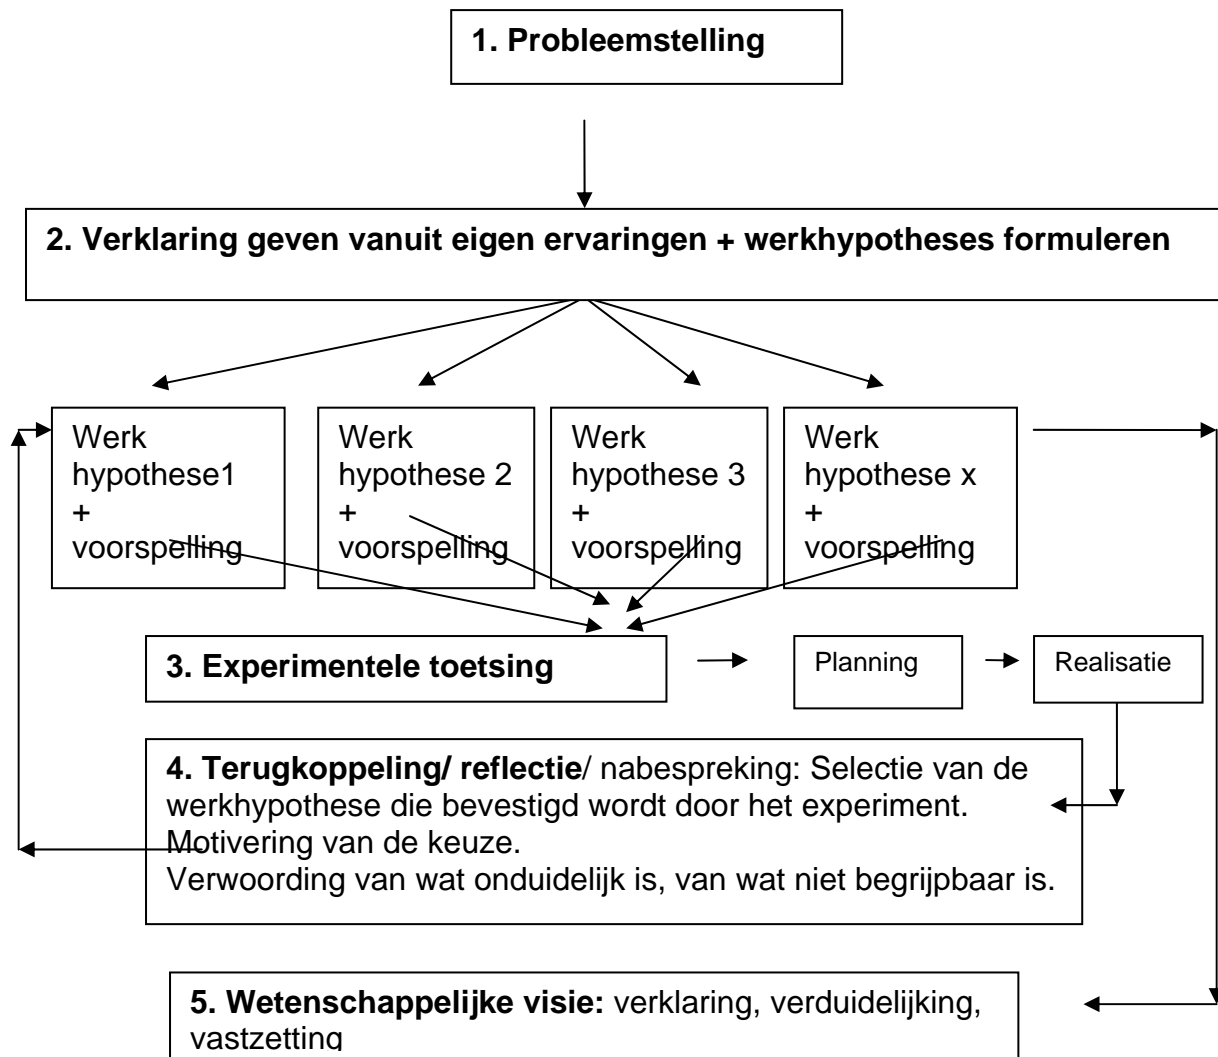 1. Probleemstelling
2. Verklaring geven vanuit eigen ervaringen + werkhypotheses formuleren
Werk
hypothese1
+
voorspelling
Werk
hypothese 2
+
voorspelling
Werk
hypothese 3
+
voorspelling
Werk
hypothese x
+
voorspelling
3. Experimentele toetsing
Planning
Realisatie
4. Terugkoppeling/ reflectie/ nabespreking: Selectie van de
werkhypothese die bevestigd wordt door het experiment.
Motivering van de keuze.
Verwoording van wat onduidelijk is, van wat niet begrijpbaar is.
5. Wetenschappelijke visie: verklaring, verduidelijking,
vastzetting